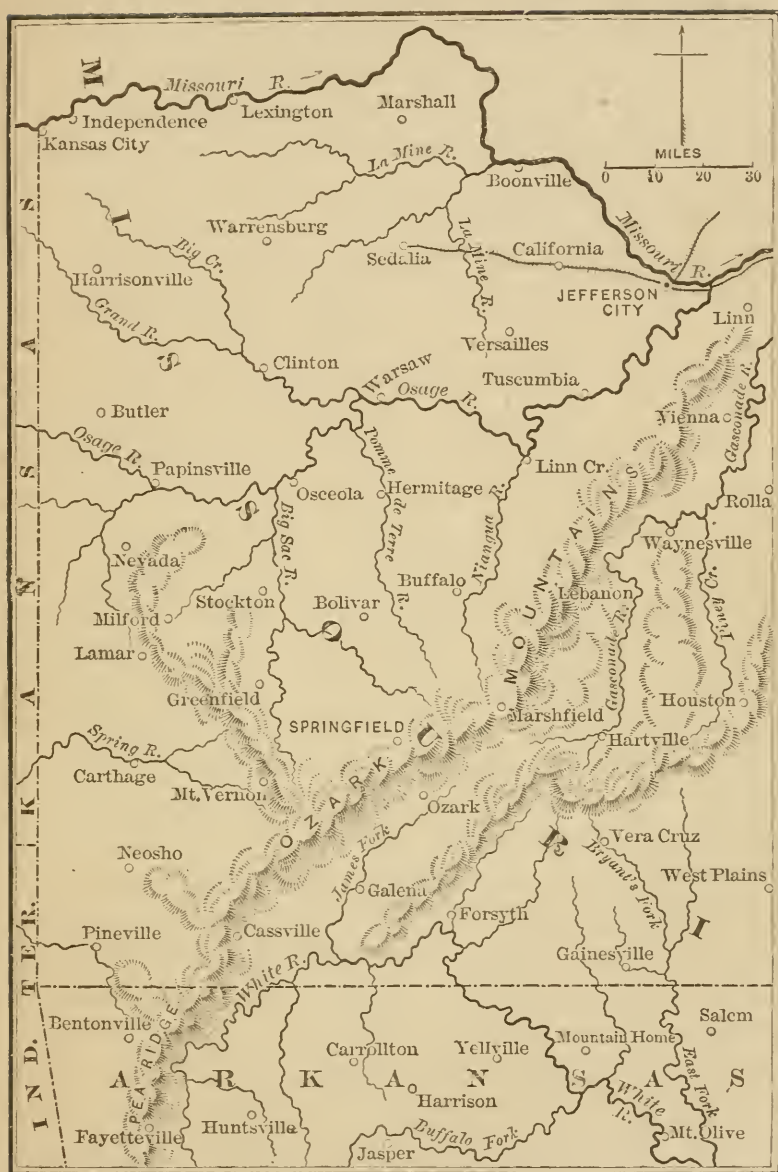 Missouri R.
Lexington
Marshall
Independence
Kansas City
MILES
0 10 20 30
La Mine R.
Boonville
Missouri R.
Warrensburg
Big Cr.
Sedalia
La Mine R.
California
Harrisonville
JEFFERSON
CITY
Grand R.
Linn
Versailles
Clinton
Warsaw
Osage R.
Tuscumbia
Butler
Vienna
Gasconade R.
Osage R.
Papinsville
Linn Cr.
Osceola
Pomme de Terre R.
Hermitage
Niangua R.
Rolla
Big Sac R.
Waynesville
Nevada
Stockton
Buffalo
Lebanon
Piney Cr.
Milford
Bolivar
Gasconade R.
Lamar
Greenfield
Marshfield
Houston
SPRINGFIELD
Hartville
Spring R.
Carthage
Mt. Vernon
OZARK MOUNTAINS
Ozark
Vera Cruz
Neosho
James Fork
Bryant's Fork
West Plains
Galena
Forsyth
Pineville
Cassville
Gainesville
White R.
Bentonville
PEA RIDGE
Salem
Carrollton
Yellville
Mountain Home
East Fork
Harrison
White R.
Fayetteville
Huntsville
Buffalo Fork
Mt. Olive
Jasper
MISSOURI
KANSAS
IND. TER.
ARKANSAS